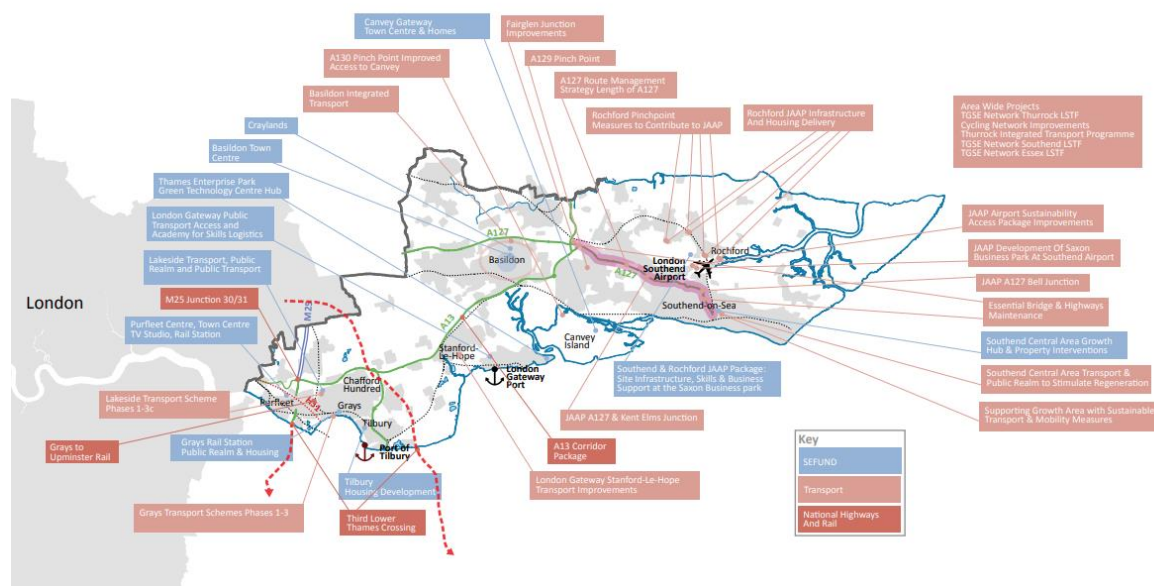 Canvey Gateway
Town Centre & Homes
Fairglen Junction
Improvements
A130 Pinch Point Improved
Access to Canvey
A129 Pinch Point
Basildon Integrated
Transport
A127 Route Management
Strategy Length of A127
Rochford Pinchpoint
Measures to Contribute to JAAP
Rochford JAAP Infrastructure
And Housing Delivery
Area Wide Projects
TGSE Network Thurrock LSTF
Cycling Network Improvements
Thurrock Integrated Transport Programme
TGSE Network Southend LSTF
TGSE Network Essex LSTF
Craylands
Basildon Town
Centre
Thames Enterprise Park
Green Technology Centre Hub
London Gateway Public
Transport Access and
Academy for Skills Logistics
Lakeside Transport, Public
Realm and Public Transport
M25 Junction 30/31
Purfleet Centre, Town Centre
TV Studio, Rail Station
London
Lakeside Transport Scheme
Phases 1-3c
Grays to
Upminster Rail
Grays Rail Station
Public Realm & Housing
Grays Transport Schemes Phases 1-3
Tilbury
Housing Development
Third Lower
Thames Crossing
A127
Basildon
A127
A13
Stanford-
Le-Hope
London
Gateway
Port
Canvey
Island
London
Southend
Airport
Rochford
Southend-on-Sea
Chafford
Hundred
Purfleet
Grays
Tilbury
Port of
Tilbury
JAAP Airport Sustainability
Access Package Improvements
JAAP Development Of Saxon
Business Park At Southend Airport
JAAP A127 Bell Junction
Essential Bridge & Highways
Maintenance
Southend Central Area Growth
Hub & Property Interventions
Southend Central Area Transport &
Public Realm to Stimulate Regeneration
Supporting Growth Area with Sustainable
Transport & Mobility Measures
Southend & Rochford JAAP Package:
Site Infrastructure, Skills & Business
Support at the Saxon Business park
JAAP A127 & Kent Elms Junction
A13 Corridor
Package
London Gateway Stanford-Le-Hope
Transport Improvements
Key
SEFUND
Transport
National Highways
And Rail